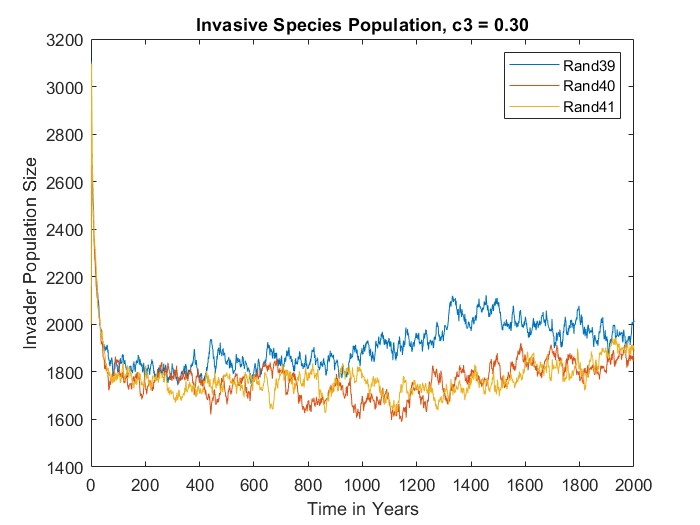 Invasive Species Population, c3 = 0.30
Rand39
Rand40
Rand41
Invader Population Size
3200
3000
2800
2600
2400
2200
2000
1800
1600
1400
0 200 400 600 800 1000 1200 1400 1600 1800 2000
Time in Years